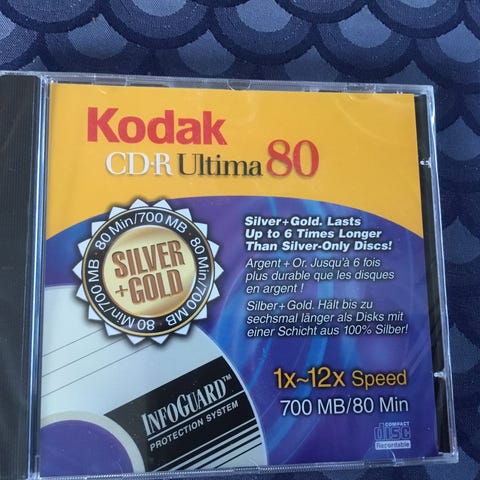 Kodak
CD-R Ultima 80
80 Min/700 MB · 80 Min/700 MB · 80 Min/700 MB ·
SILVER
+GOLD
Silver+Gold. Lasts
Up to 6 Times Longer
Than Silver-Only Discs!
Argent+Or. Jusqu'à 6 fois
plus durable que les disques
en argent !
Silber+Gold. Hält bis zu
sechsmal länger als Disks mit
einer Schicht aus 100% Silber!
1x~12x Speed
700 MB/80 Min
INFOGUARD™
PROTECTION SYSTEM
COMPACT
disc
Recordable